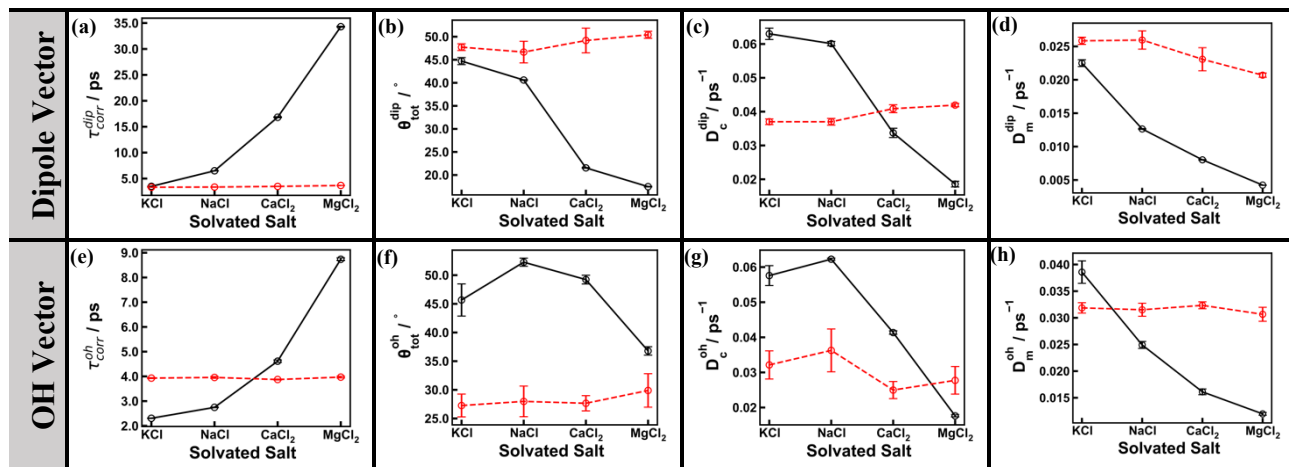 Dipole Vector
(a)
τ_corr^dip / ps
35.0
30.0
25.0
20.0
15.0
10.0
5.0
KCl NaCl CaCl₂ MgCl₂
Solvated Salt
(b)
θ_tot^dip / °
50.0
45.0
40.0
35.0
30.0
25.0
20.0
KCl NaCl CaCl₂ MgCl₂
Solvated Salt
(c)
D_c^dip / ps⁻¹
0.06
0.05
0.04
0.03
0.02
KCl NaCl CaCl₂ MgCl₂
Solvated Salt
(d)
D_m^dip / ps⁻¹
0.025
0.020
0.015
0.010
0.005
KCl NaCl CaCl₂ MgCl₂
Solvated Salt
OH Vector
(e)
τ_corr^oh / ps
9.0
8.0
7.0
6.0
5.0
4.0
3.0
2.0
KCl NaCl CaCl₂ MgCl₂
Solvated Salt
(f)
θ_tot^oh / °
50.0
45.0
40.0
35.0
30.0
25.0
KCl NaCl CaCl₂ MgCl₂
Solvated Salt
(g)
D_c^oh / ps⁻¹
0.06
0.05
0.04
0.03
0.02
KCl NaCl CaCl₂ MgCl₂
Solvated Salt
(h)
D_m^oh / ps⁻¹
0.040
0.035
0.030
0.025
0.020
0.015
KCl NaCl CaCl₂ MgCl₂
Solvated Salt